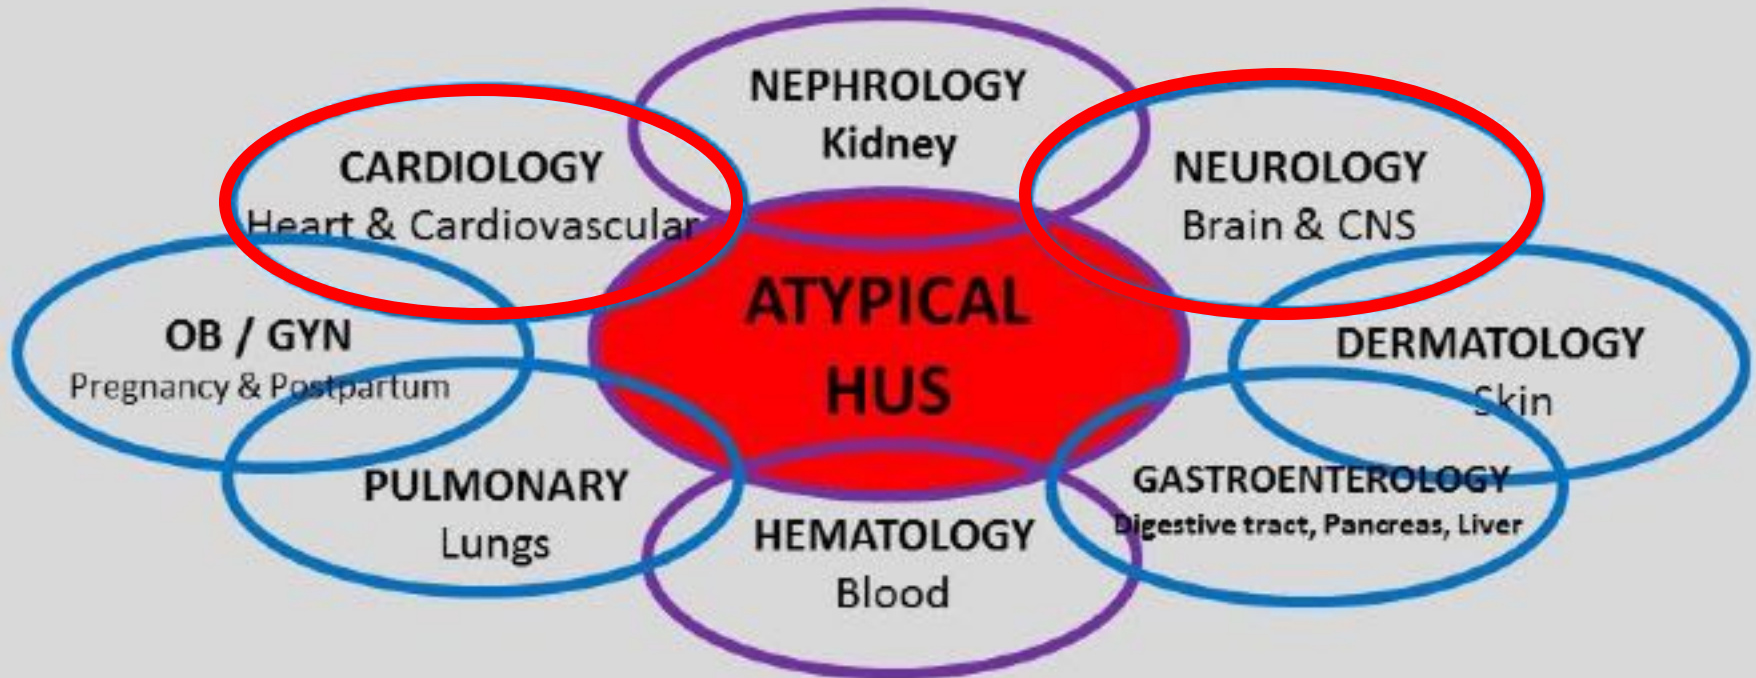 NEPHROLOGY
Kidney
CARDIOLOGY
Heart & Cardiovascular
NEUROLOGY
Brain & CNS
ATYPICAL
HUS
OB / GYN
Pregnancy & Postpartum
DERMATOLOGY
Skin
PULMONARY
Lungs
HEMATOLOGY
Blood
GASTROENTEROLOGY
Digestive tract, Pancreas, Liver